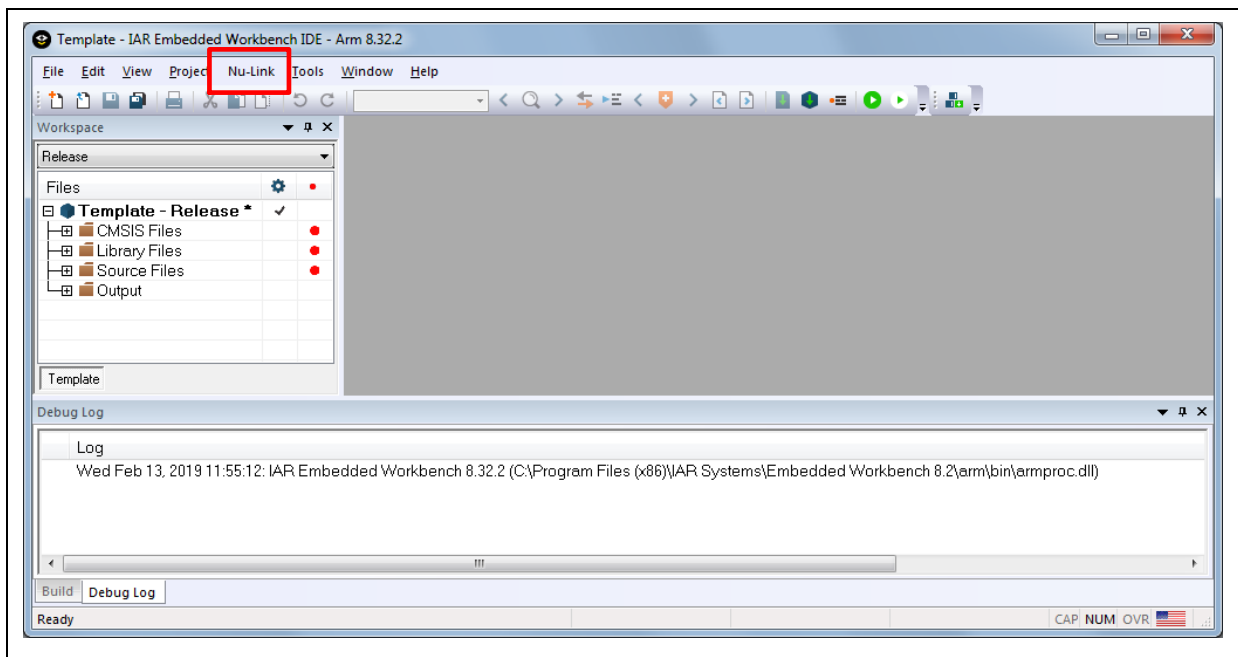 Template - IAR Embedded Workbench IDE - Arm 8.32.2
File Edit View Project Nu-Link Tools Window Help
Workspace
Release
Files
Template - Release *
CMSIS Files
Library Files
Source Files
Output
Template
Debug Log
Log
Wed Feb 13, 2019 11:55:12: IAR Embedded Workbench 8.32.2 (C:\Program Files (x86)\IAR Systems\Embedded Workbench 8.2\arm\bin\armproc.dll)
Build Debug Log
Ready CAP NUM OVR